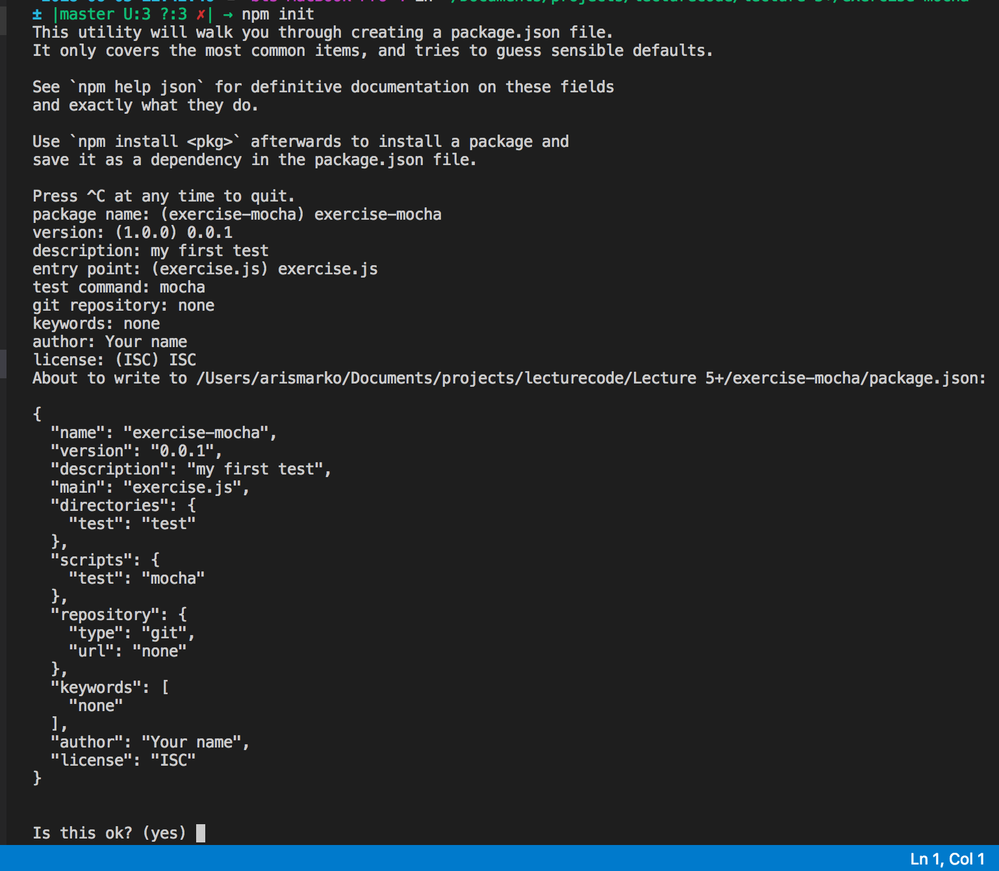 ± |master U:3 ?:3 ✗| → npm init
This utility will walk you through creating a package.json file.
It only covers the most common items, and tries to guess sensible defaults.
See `npm help json` for definitive documentation on these fields
and exactly what they do.
Use `npm install <pkg>` afterwards to install a package and
save it as a dependency in the package.json file.
Press ^C at any time to quit.
package name: (exercise-mocha) exercise-mocha
version: (1.0.0) 0.0.1
description: my first test
entry point: (exercise.js) exercise.js
test command: mocha
git repository: none
keywords: none
author: Your name
license: (ISC) ISC
About to write to /Users/arismarko/Documents/projects/lecturecode/Lecture 5+/exercise-mocha/package.json:
{
  "name": "exercise-mocha",
  "version": "0.0.1",
  "description": "my first test",
  "main": "exercise.js",
  "directories": {
    "test": "test"
  },
  "scripts": {
    "test": "mocha"
  },
  "repository": {
    "type": "git",
    "url": "none"
  },
  "keywords": [
    "none"
  ],
  "author": "Your name",
  "license": "ISC"
}
Is this ok? (yes)
Ln 1, Col 1